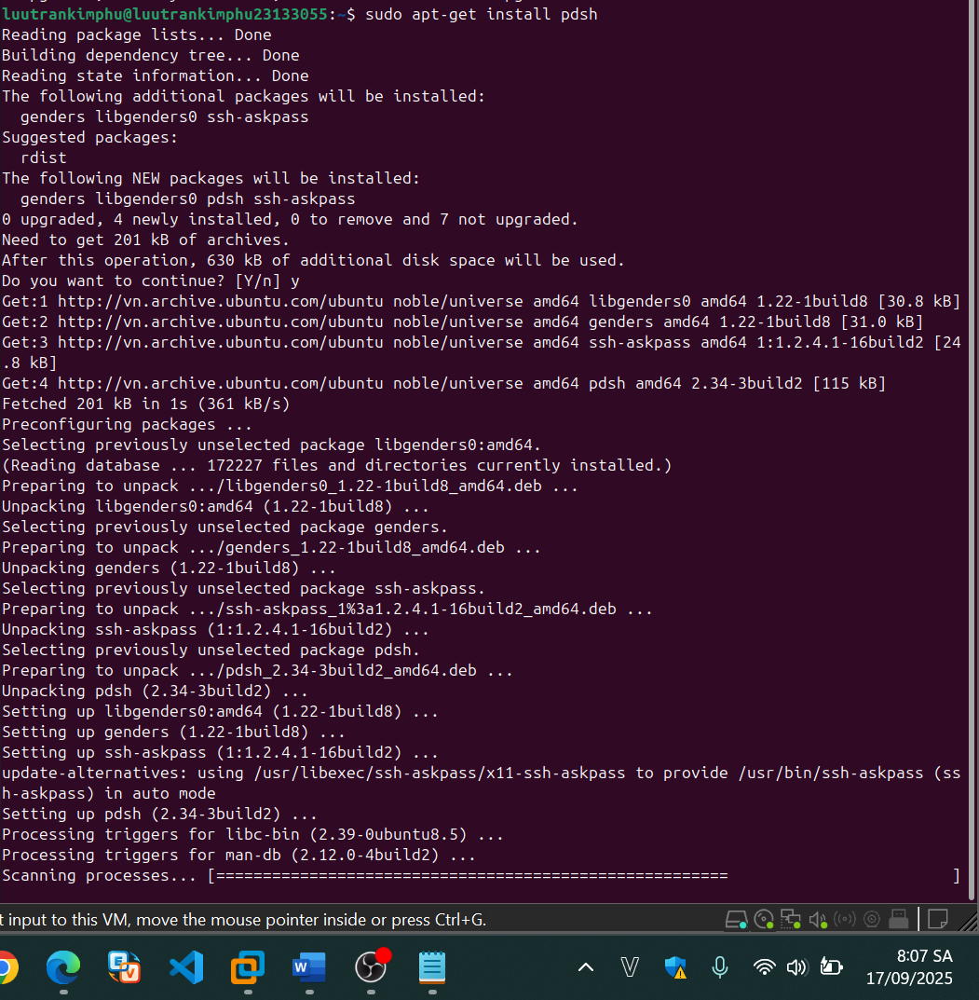 luutrankimphu@luutrankimphu23133055:~$ sudo apt-get install pdsh
Reading package lists... Done
Building dependency tree... Done
Reading state information... Done
The following additional packages will be installed:
  genders libgenders0 ssh-askpass
Suggested packages:
  rdist
The following NEW packages will be installed:
  genders libgenders0 pdsh ssh-askpass
0 upgraded, 4 newly installed, 0 to remove and 7 not upgraded.
Need to get 201 kB of archives.
After this operation, 630 kB of additional disk space will be used.
Do you want to continue? [Y/n] y
Get:1 http://vn.archive.ubuntu.com/ubuntu noble/universe amd64 libgenders0 amd64 1.22-1build8 [30.8 kB]
Get:2 http://vn.archive.ubuntu.com/ubuntu noble/universe amd64 genders amd64 1.22-1build8 [31.0 kB]
Get:3 http://vn.archive.ubuntu.com/ubuntu noble/universe amd64 ssh-askpass amd64 1:1.2.4.1-16build2 [24
.8 kB]
Get:4 http://vn.archive.ubuntu.com/ubuntu noble/universe amd64 pdsh amd64 2.34-3build2 [115 kB]
Fetched 201 kB in 1s (361 kB/s)
Preconfiguring packages ...
Selecting previously unselected package libgenders0:amd64.
(Reading database ... 172227 files and directories currently installed.)
Preparing to unpack .../libgenders0_1.22-1build8_amd64.deb ...
Unpacking libgenders0:amd64 (1.22-1build8) ...
Selecting previously unselected package genders.
Preparing to unpack .../genders_1.22-1build8_amd64.deb ...
Unpacking genders (1.22-1build8) ...
Selecting previously unselected package ssh-askpass.
Preparing to unpack .../ssh-askpass_1%3a1.2.4.1-16build2_amd64.deb ...
Unpacking ssh-askpass (1:1.2.4.1-16build2) ...
Selecting previously unselected package pdsh.
Preparing to unpack .../pdsh_2.34-3build2_amd64.deb ...
Unpacking pdsh (2.34-3build2) ...
Setting up libgenders0:amd64 (1.22-1build8) ...
Setting up genders (1.22-1build8) ...
Setting up ssh-askpass (1:1.2.4.1-16build2) ...
update-alternatives: using /usr/libexec/ssh-askpass/x11-ssh-askpass to provide /usr/bin/ssh-askpass (ss
h-askpass) in auto mode
Setting up pdsh (2.34-3build2) ...
Processing triggers for libc-bin (2.39-0ubuntu8.5) ...
Processing triggers for man-db (2.12.0-4build2) ...
Scanning processes... [=======================================================                        ]
t input to this VM, move the mouse pointer inside or press Ctrl+G.
8:07 SA
17/09/2025